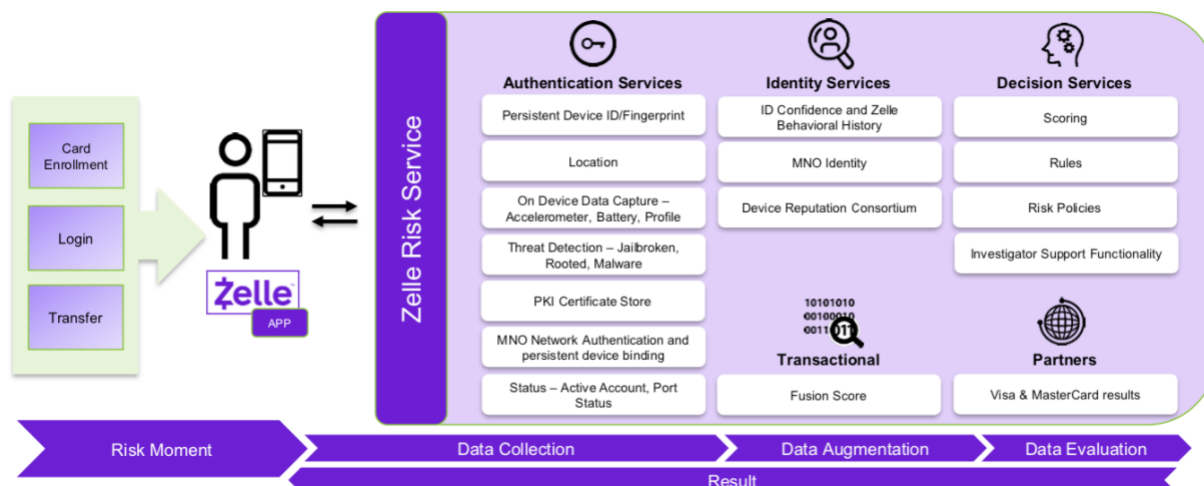 Card
Enrollment
Login
Transfer
Zelle
APP
Zelle Risk Service
Authentication Services
Persistent Device ID/Fingerprint
Location
On Device Data Capture –
Accelerometer, Battery, Profile
Threat Detection – Jailbroken,
Rooted, Malware
PKI Certificate Store
MNO Network Authentication and
persistent device binding
Status – Active Account, Port
Status
Identity Services
ID Confidence and Zelle
Behavioral History
MNO Identity
Device Reputation Consortium
10101010
00100010
0011011
Transactional
Fusion Score
Decision Services
Scoring
Rules
Risk Policies
Investigator Support Functionality
Partners
Visa & MasterCard results
Risk Moment
Data Collection
Data Augmentation
Data Evaluation
Result